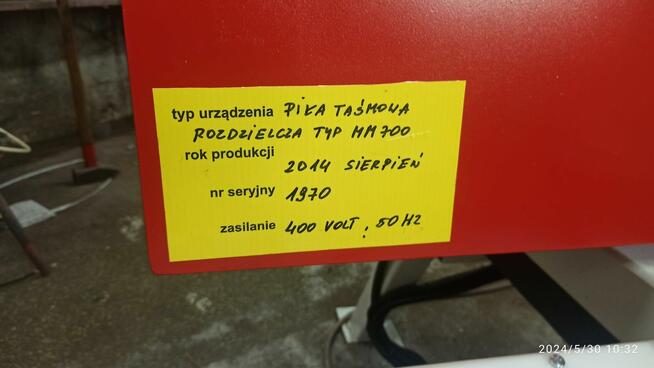 typ urządzenia PIŁA TAŚMOWA
ROZDZIELCZA TYP MM700
rok produkcji 2014 SIERPIEŃ
nr seryjny 1970
zasilanie 400 VOLT, 50 Hz
2024/5/30 10:32